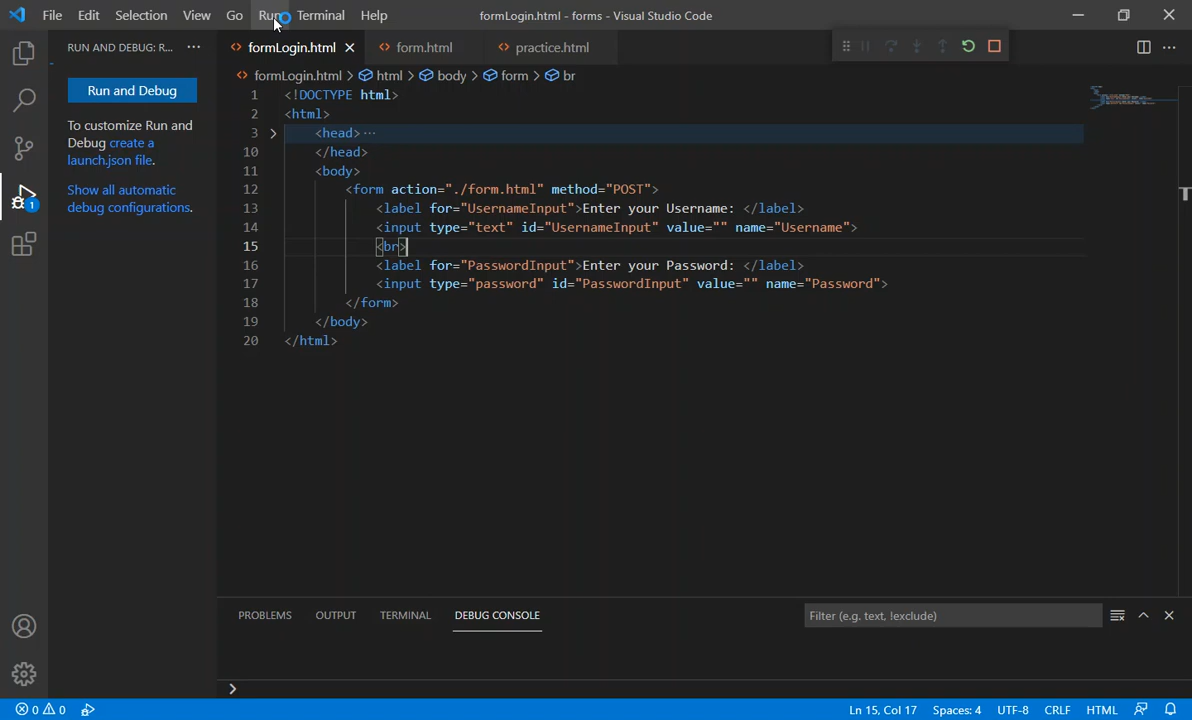 File Edit Selection View Go Run Terminal Help formLogin.html - forms - Visual Studio Code
RUN AND DEBUG: R... ···
formLogin.html form.html practice.html
formLogin.html > html > body > form > br
Run and Debug
To customize Run and
Debug create a
launch.json file.
Show all automatic
debug configurations.
1
1 <!DOCTYPE html>
2 <html>
3 <head>···
10 </head>
11 <body>
12 <form action="./form.html" method="POST">
13 <label for="UsernameInput">Enter your Username: </label>
14 <input type="text" id="UsernameInput" value="" name="Username">
15 <br>
16 <label for="PasswordInput">Enter your Password: </label>
17 <input type="password" id="PasswordInput" value="" name="Password">
18 </form>
19 </body>
20 </html>
PROBLEMS OUTPUT TERMINAL DEBUG CONSOLE Filter (e.g. text, !exclude)
0 0 Ln 15, Col 17 Spaces: 4 UTF-8 CRLF HTML